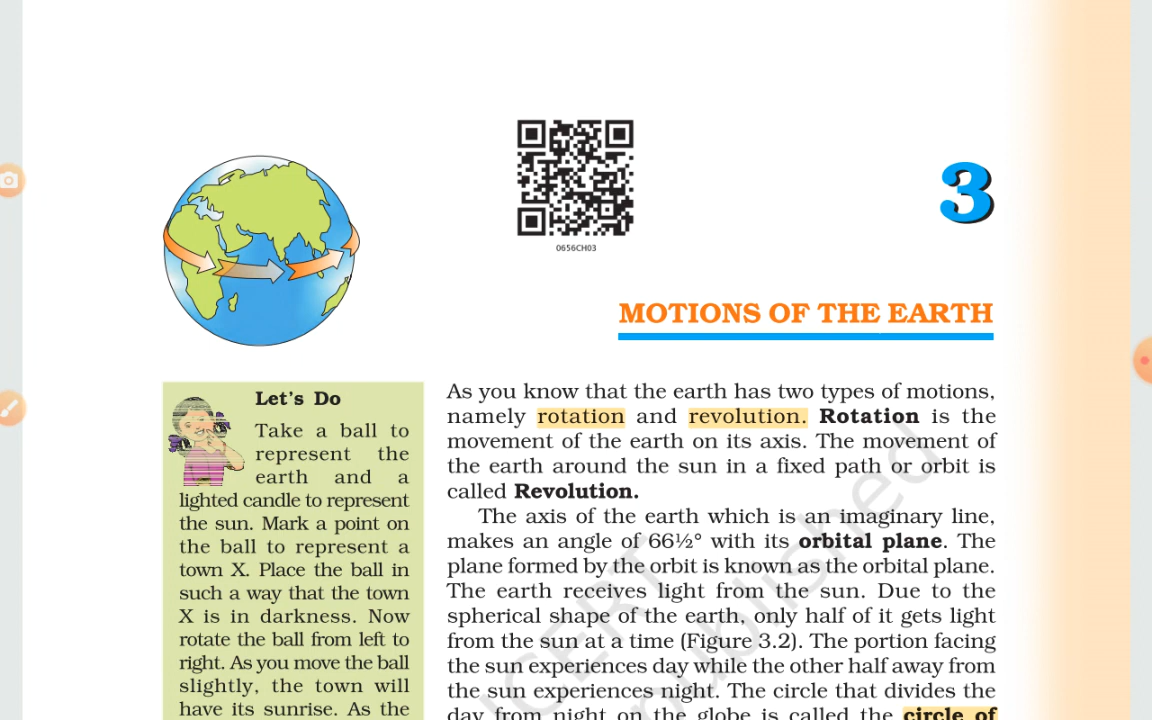 0656CH03
3
MOTIONS OF THE EARTH
Let's Do
Take a ball to
represent the
earth and a
lighted candle to represent
the sun. Mark a point on
the ball to represent a
town X. Place the ball in
such a way that the town
X is in darkness. Now
rotate the ball from left to
right. As you move the ball
slightly, the town will
have its sunrise. As the
As you know that the earth has two types of motions,
namely rotation and revolution. Rotation is the
movement of the earth on its axis. The movement of
the earth around the sun in a fixed path or orbit is
called Revolution.
The axis of the earth which is an imaginary line,
makes an angle of 66½° with its orbital plane. The
plane formed by the orbit is known as the orbital plane.
The earth receives light from the sun. Due to the
spherical shape of the earth, only half of it gets light
from the sun at a time (Figure 3.2). The portion facing
the sun experiences day while the other half away from
the sun experiences night. The circle that divides the
day from night on the globe is called the circle of
published